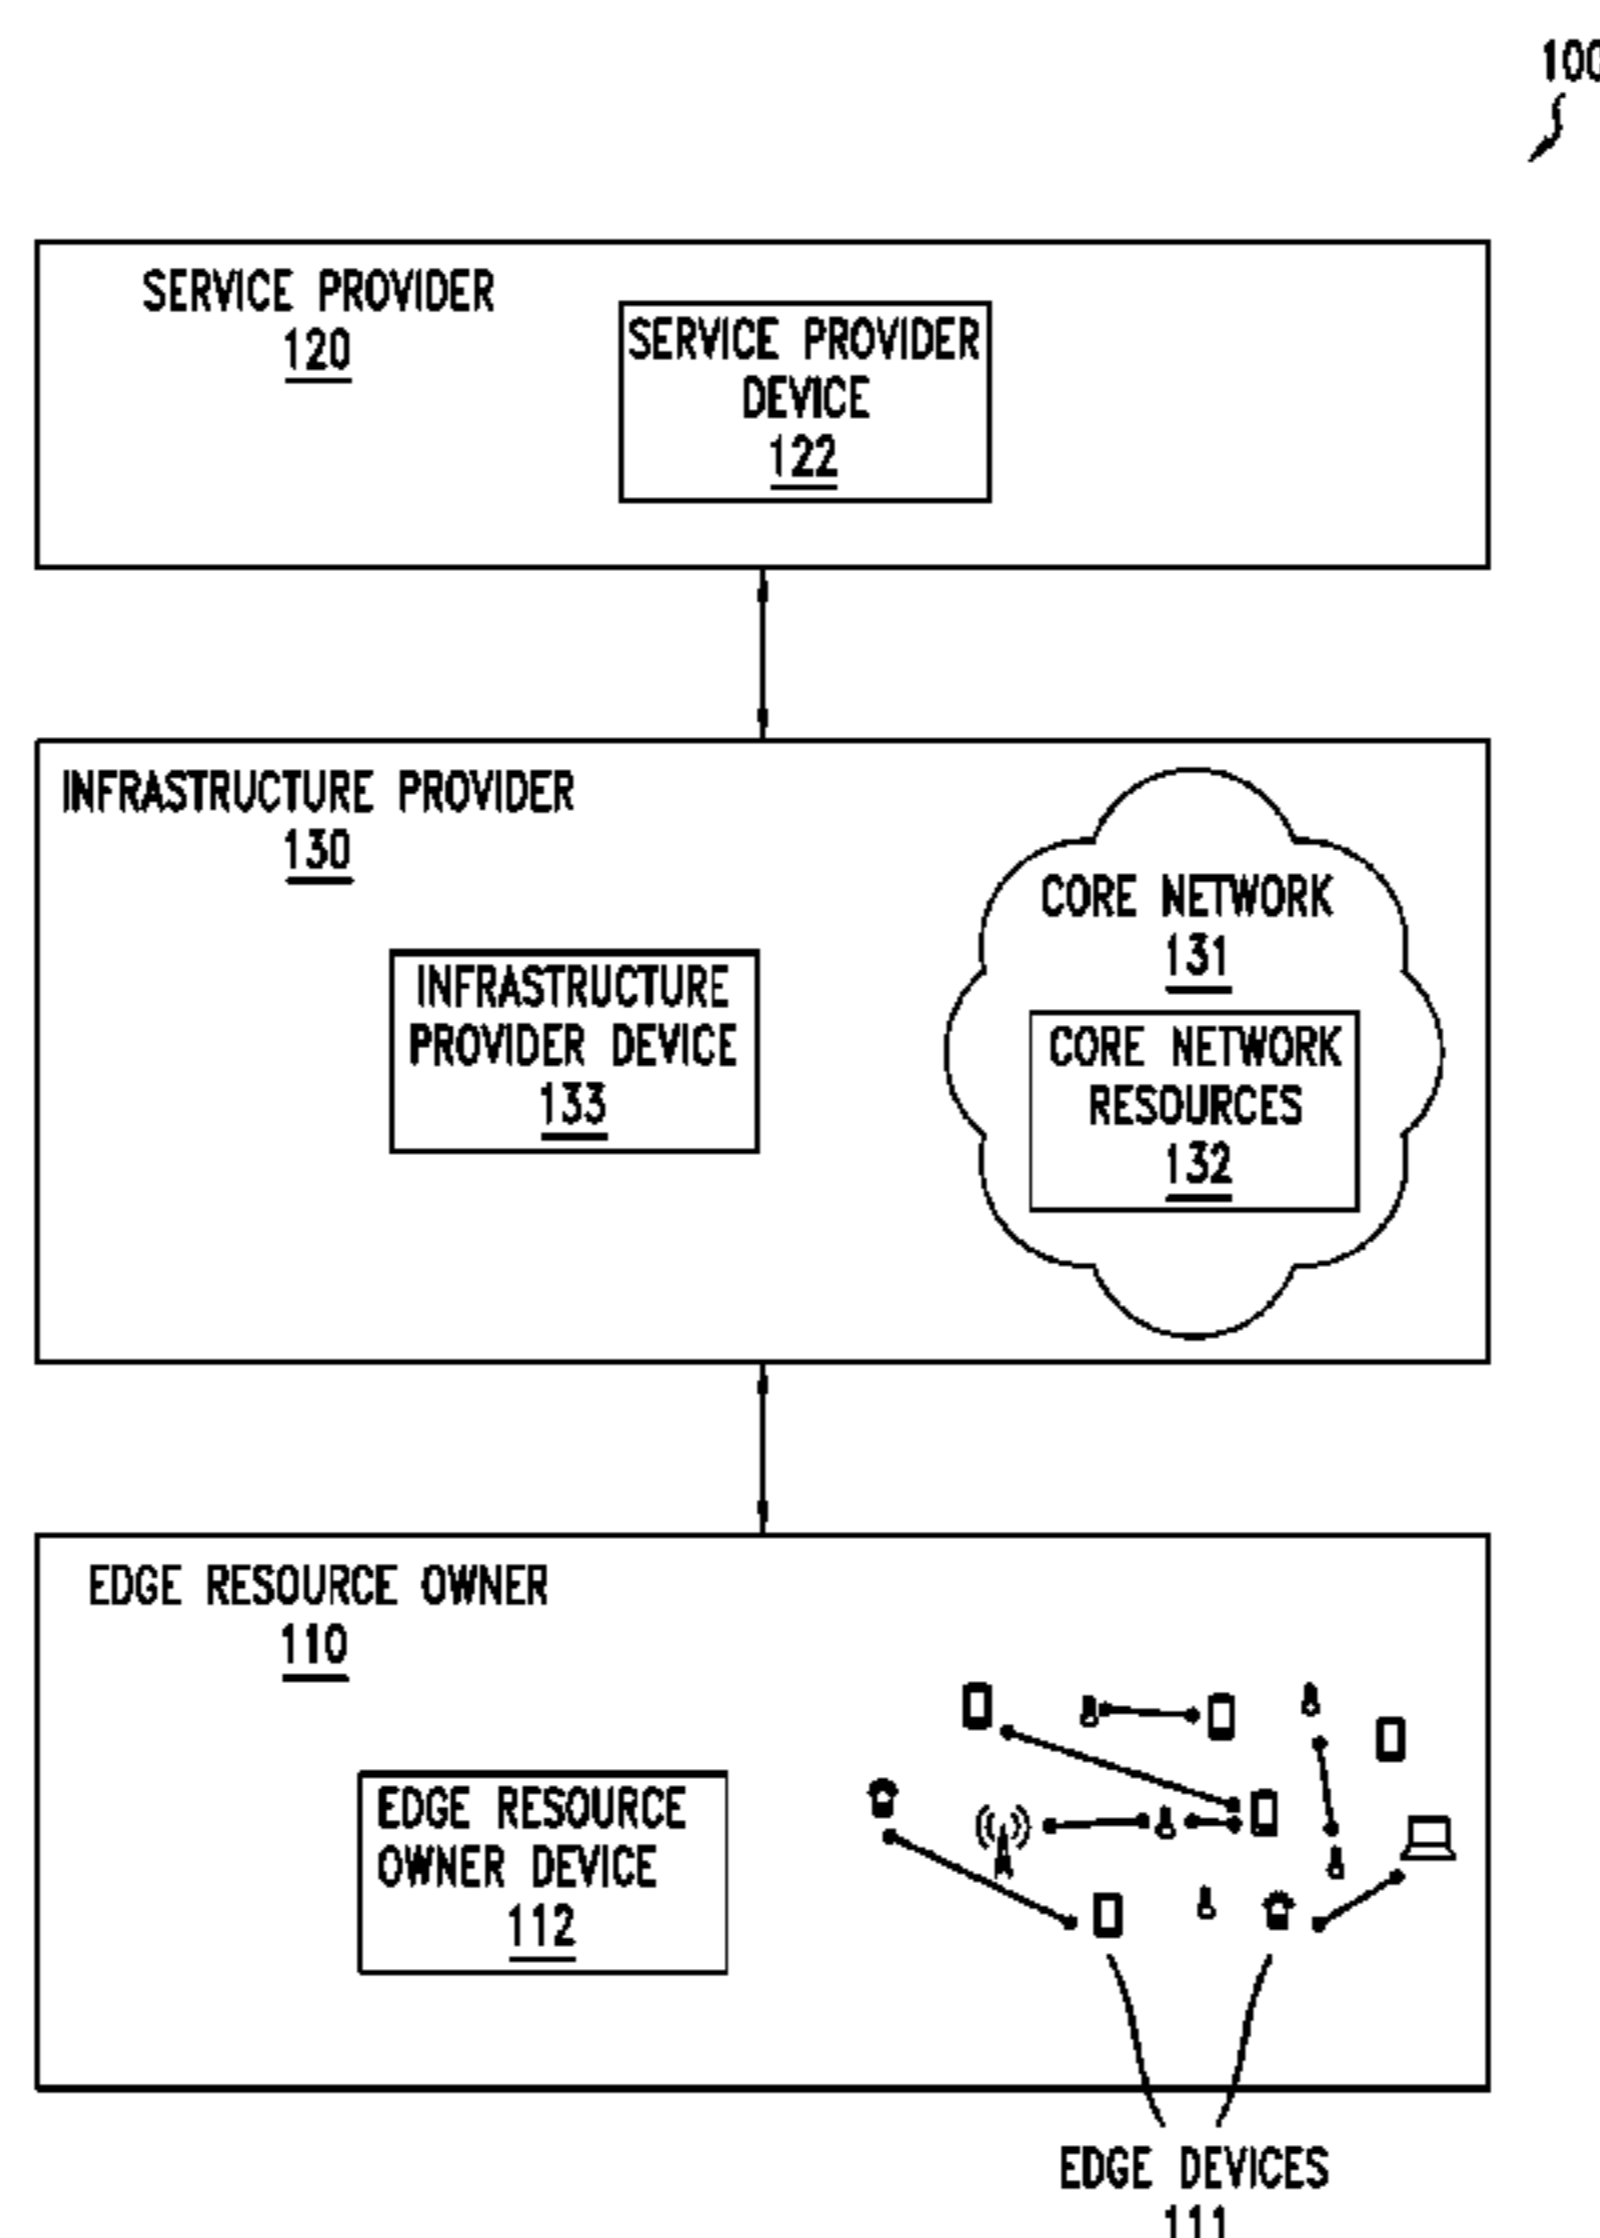 100
SERVICE PROVIDER
120
SERVICE PROVIDER
DEVICE
122
INFRASTRUCTURE PROVIDER
130
INFRASTRUCTURE
PROVIDER DEVICE
133
CORE NETWORK
131
CORE NETWORK
RESOURCES
132
EDGE RESOURCE OWNER
110
EDGE RESOURCE
OWNER DEVICE
112
EDGE DEVICES
111